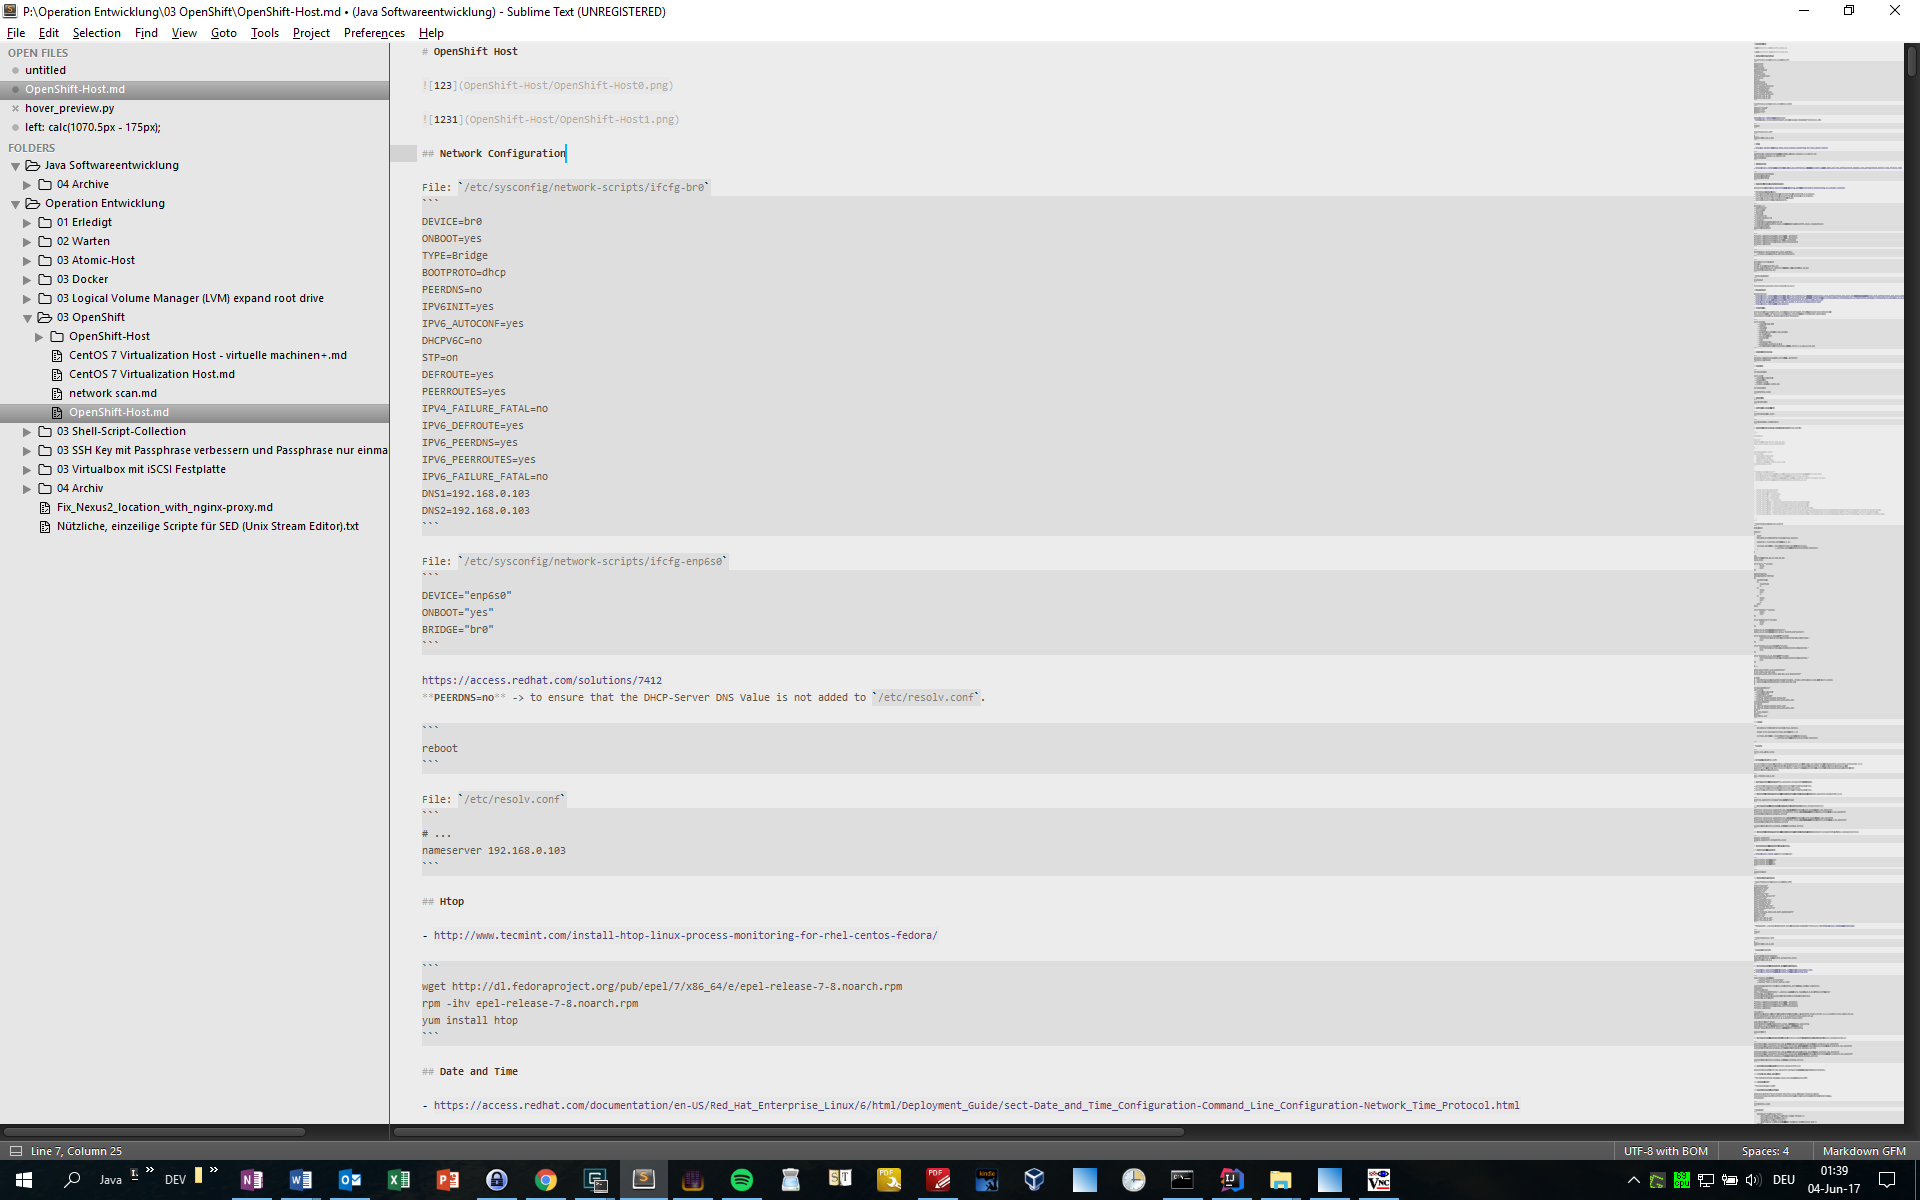 P:\Operation Entwicklung\03 OpenShift\OpenShift-Host.md • (Java Softwareentwicklung) - Sublime Text (UNREGISTERED)
File Edit Selection Find View Goto Tools Project Preferences Help
OPEN FILES
untitled
OpenShift-Host.md
hover_preview.py
left: calc(1070.5px - 175px);
FOLDERS
Java Softwareentwicklung
04 Archive
Operation Entwicklung
01 Erledigt
02 Warten
03 Atomic-Host
03 Docker
03 Logical Volume Manager (LVM) expand root drive
03 OpenShift
OpenShift-Host
CentOS 7 Virtualization Host - virtuelle machinen+.md
CentOS 7 Virtualization Host.md
network scan.md
OpenShift-Host.md
03 Shell-Script-Collection
03 SSH Key mit Passphrase verbessern und Passphrase nur einma
03 Virtualbox mit iSCSI Festplatte
04 Archiv
Fix_Nexus2_location_with_nginx-proxy.md
Nützliche, einzeilige Scripte für SED (Unix Stream Editor).txt
# OpenShift Host
![123](OpenShift-Host/OpenShift-Host0.png)
![1231](OpenShift-Host/OpenShift-Host1.png)
## Network Configuration
File: `/etc/sysconfig/network-scripts/ifcfg-br0`
```
DEVICE=br0
ONBOOT=yes
TYPE=Bridge
BOOTPROTO=dhcp
PEERDNS=no
IPV6INIT=yes
IPV6_AUTOCONF=yes
DHCPV6C=no
STP=on
DEFROUTE=yes
PEERROUTES=yes
IPV4_FAILURE_FATAL=no
IPV6_DEFROUTE=yes
IPV6_PEERDNS=yes
IPV6_PEERROUTES=yes
IPV6_FAILURE_FATAL=no
DNS1=192.168.0.103
DNS2=192.168.0.103
```
File: `/etc/sysconfig/network-scripts/ifcfg-enp6s0`
```
DEVICE="enp6s0"
ONBOOT="yes"
BRIDGE="br0"
```
https://access.redhat.com/solutions/7412
**PEERDNS=no** -> to ensure that the DHCP-Server DNS Value is not added to `/etc/resolv.conf`.
```
reboot
```
File: `/etc/resolv.conf`
```
# ...
nameserver 192.168.0.103
```
## Htop
- http://www.tecmint.com/install-htop-linux-process-monitoring-for-rhel-centos-fedora/
```
wget http://dl.fedoraproject.org/pub/epel/7/x86_64/e/epel-release-7-8.noarch.rpm
rpm -ihv epel-release-7-8.noarch.rpm
yum install htop
```
## Date and Time
- https://access.redhat.com/documentation/en-US/Red_Hat_Enterprise_Linux/6/html/Deployment_Guide/sect-Date_and_Time_Configuration-Command_Line_Configuration-Network_Time_Protocol.html
Line 7, Column 25
UTF-8 with BOM Spaces: 4 Markdown GFM
Java DEV DEU 01:39
04-Jun-17